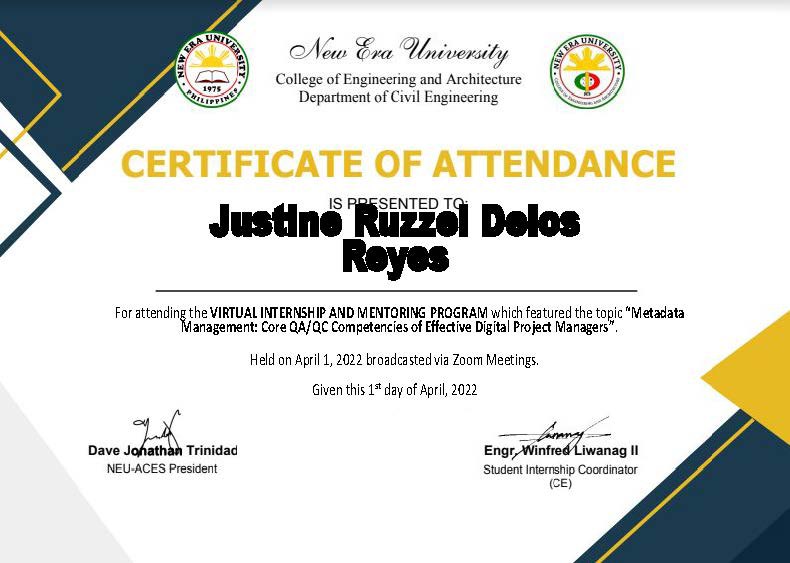 New Era University
College of Engineering and Architecture
Department of Civil Engineering
NEW ERA UNIVERSITY
1975
PHILIPPINES
NEW ERA UNIVERSITY
COLLEGE OF ENGINEERING AND ARCHITECTURE
CERTIFICATE OF ATTENDANCE
IS PRESENTED TO:
Justine Ruzzel Delos
Reyes
For attending the VIRTUAL INTERNSHIP AND MENTORING PROGRAM which featured the topic “Metadata
Management: Core QA/QC Competencies of Effective Digital Project Managers”.
Held on April 1, 2022 broadcasted via Zoom Meetings.
Given this 1st day of April, 2022
Dave Jonathan Trinidad
NEU-ACES President
Engr. Winfred Liwanag II
Student Internship Coordinator
(CE)